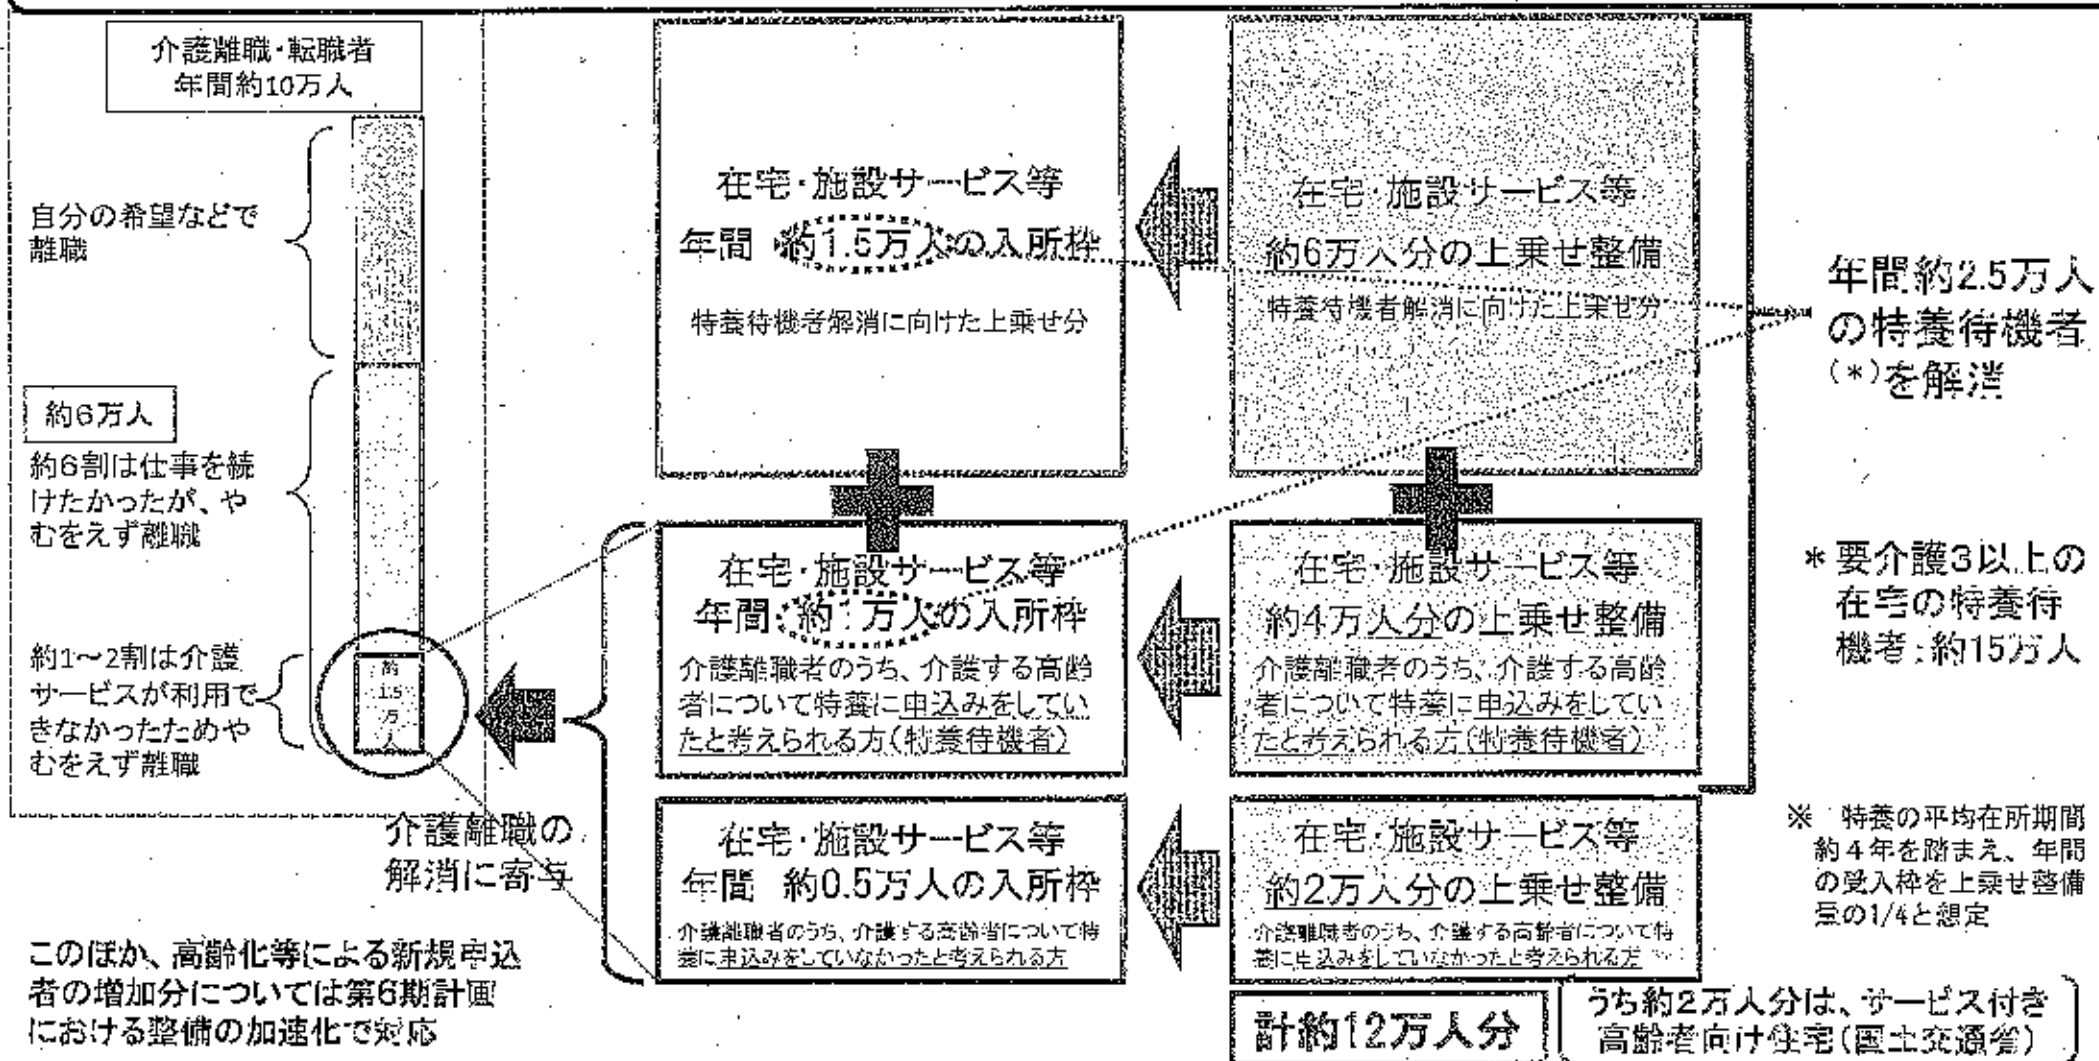 介護離職・転職者
年間約10万人
自分の希望などで
離職
約6万人
約6割は仕事を続
けたかったが、や
むをえず離職
約1～2割は介護
サービスが利用で
きなかったためや
むをえず離職
約
1.5
万
人
介護離職の
解消に寄与
このほか、高齢化等による新規申込
者の増加分については第6期計画
における整備の加速化で対応
在宅・施設サービス等
年間 約1.5万人の入所枠
特養待機者解消に向けた上乗せ分
在宅・施設サービス等
年間 約1万人の入所枠
介護離職者のうち、介護する高齢
者について特養に申込みをしてい
たと考えられる方(特養待機者)
在宅・施設サービス等
年間 約0.5万人の入所枠
介護離職者のうち、介護する高齢者について特
養に申込みをしていなかったと考えられる方
在宅・施設サービス等
約6万人分の上乗せ整備
特養待機者解消に向けた上乗せ分
在宅・施設サービス等
約4万人分の上乗せ整備
介護離職者のうち、介護する高齢
者について特養に申込みをしてい
たと考えられる方(特養待機者)
在宅・施設サービス等
約2万人分の上乗せ整備
介護離職者のうち、介護する高齢者について特
養に申込みをしていなかったと考えられる方
計約12万人分
うち約2万人分は、サービス付き
高齢者向け住宅(国土交通省)
年間約2.5万人
の特養待機者
(*)を解消
* 要介護3以上の
在宅の特養待
機者:約15万人
※ 特養の平均在所期間
約4年を踏まえ、年間
の受入枠を上乗せ整備
量の1/4と想定